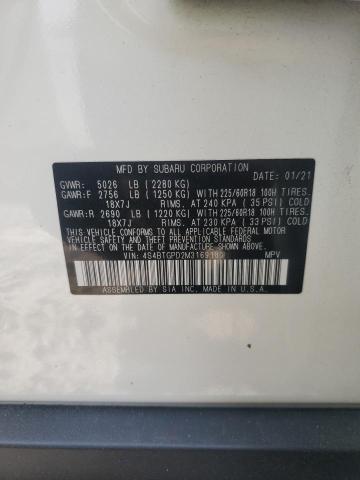 MFD. BY SUBARU CORPORATION
GVWR: 5026 LB (2280 KG) DATE: 01/21
GAWR:F 2756 LB (1250 KG) WITH 225/60R18 100H TIRES.
18X7J RIMS. AT 240 KPA ( 35 PSI) COLD
GAWR:R 2690 LB (1220 KG) WITH 225/60R18 100H TIRES.
18X7J RIMS. AT 230 KPA ( 33 PSI) COLD
THIS VEHICLE CONFORMS TO ALL APPLICABLE FEDERAL MOTOR
VEHICLE SAFETY STANDARDS IN EFFECT ON THE DATE OF
MANUFACTURE SHOWN ABOVE.
VIN: MPV
ASSEMBLED BY SIA INC. MADE IN U.S.A.